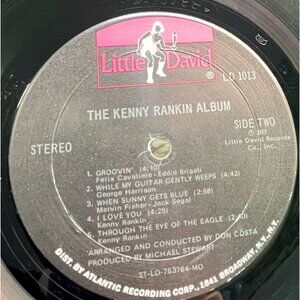 Little David
® LD 1013
THE KENNY RANKIN ALBUM
STEREO
SIDE TWO
℗ 1977
Little David Records
Co., Inc.
1. GROOVIN' (4:10)
Felix Cavaliere - Eddie Brigati
2. WHILE MY GUITAR GENTLY WEEPS (4:42)
George Harrison
3. WHEN SUNNY GETS BLUE (2:58)
Marvin Fisher - Jack Segal
4. I LOVE YOU (4:25)
Kenny Rankin
5. THROUGH THE EYE OF THE EAGLE (2:50)
Kenny Rankin
ARRANGED AND CONDUCTED BY DON COSTA
PRODUCED BY MICHAEL STEWART
ST-LD-763764-MO
DIST. BY ATLANTIC RECORDING CORP. 1841 BROADWAY, N.Y., N.Y.